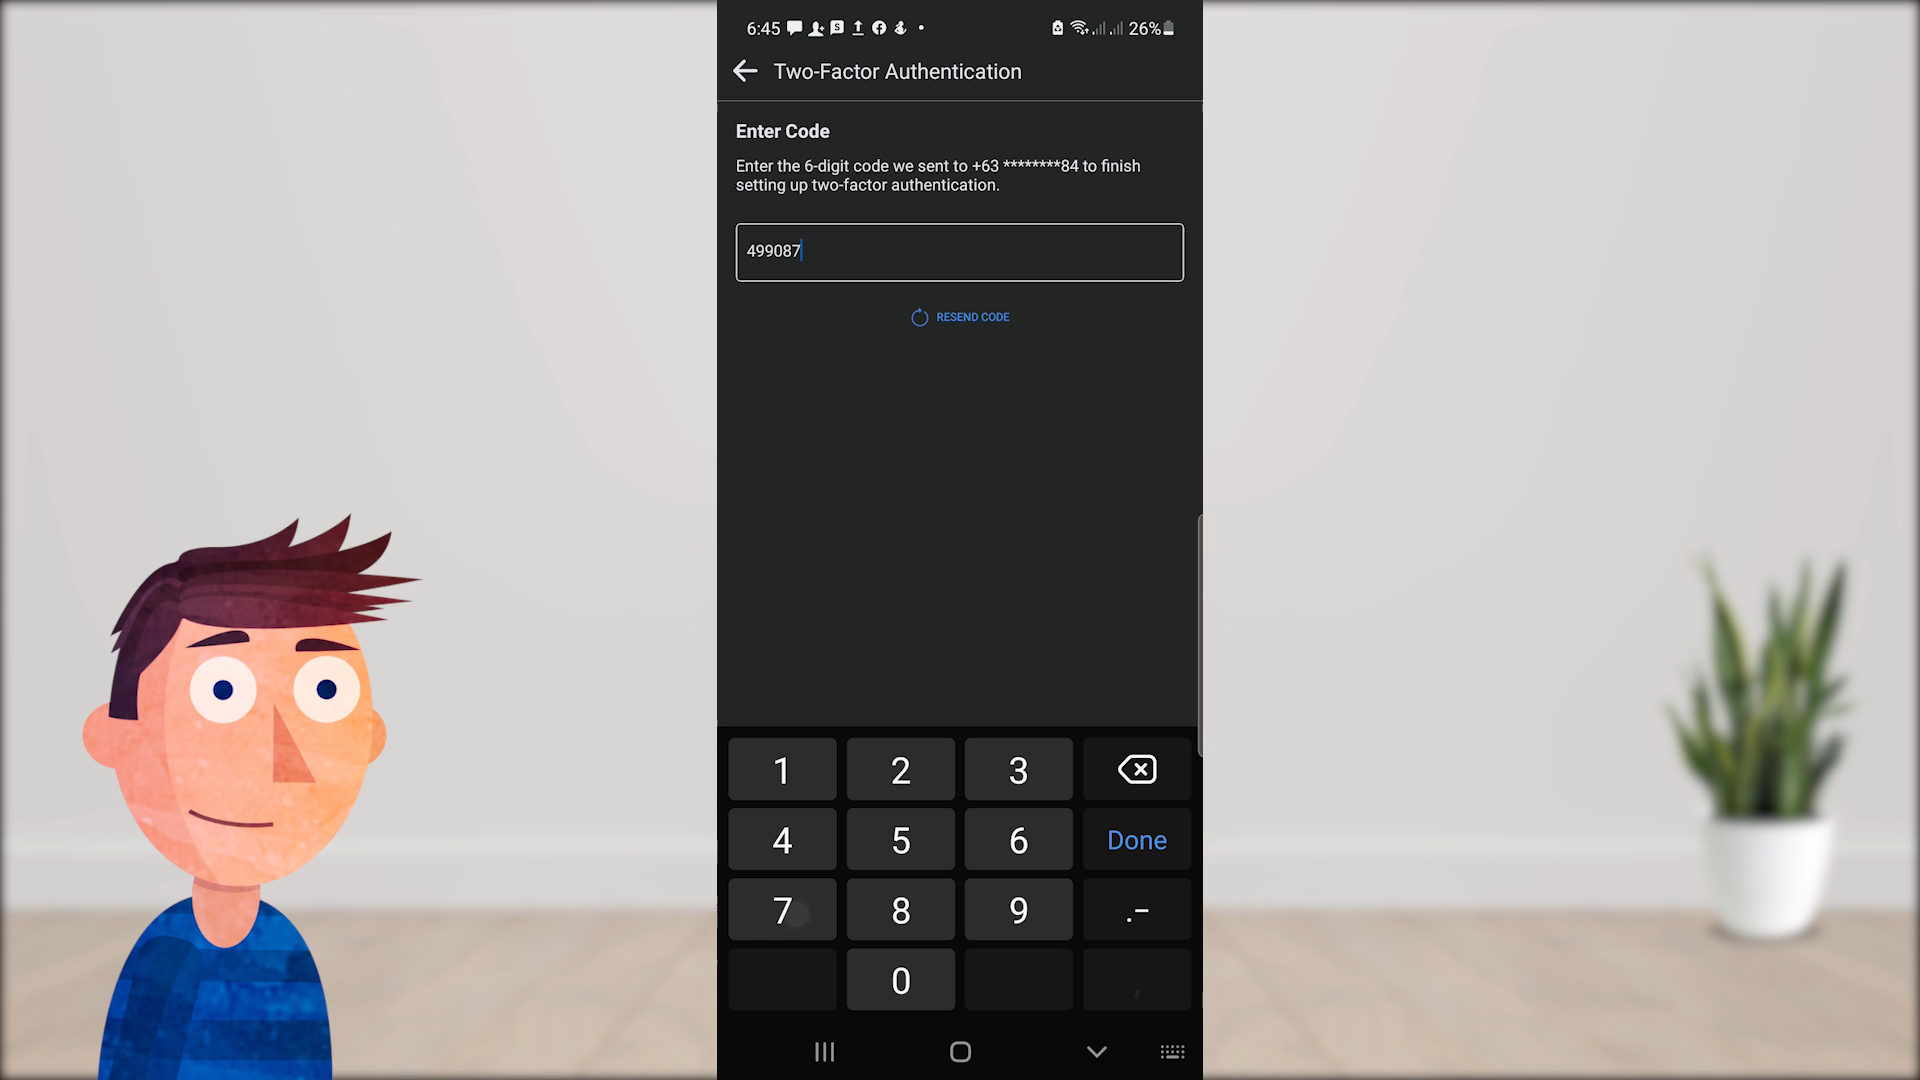 6:45
26%
Two-Factor Authentication
Enter Code
Enter the 6-digit code we sent to +63 ********84 to finish
setting up two-factor authentication.
499087
RESEND CODE
1 2 3
4 5 6 Done
7 8 9 .-
0 ,